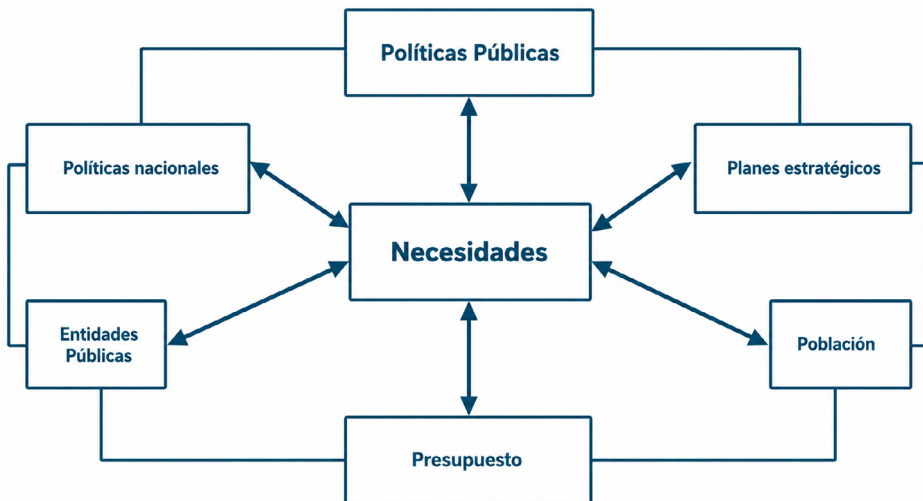 Políticas Públicas
Políticas nacionales
Planes estratégicos
Necesidades
Entidades
Públicas
Población
Presupuesto